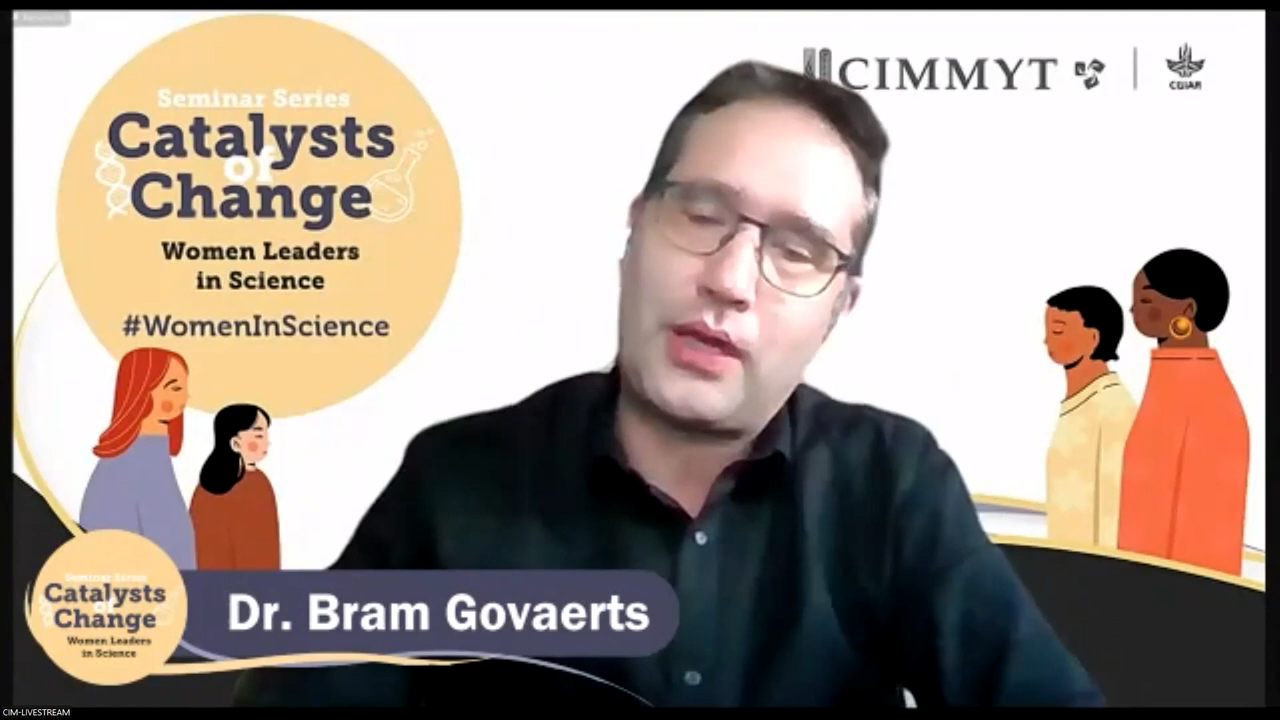 Seminar Series
Catalysts
of
Change
Women Leaders
in Science
#WomenInScience
CIMMYT
CGIAR
Seminar Series
Catalysts
of
Change
Women Leaders
in Science
Dr. Bram Govaerts
CIM-LIVESTREAM